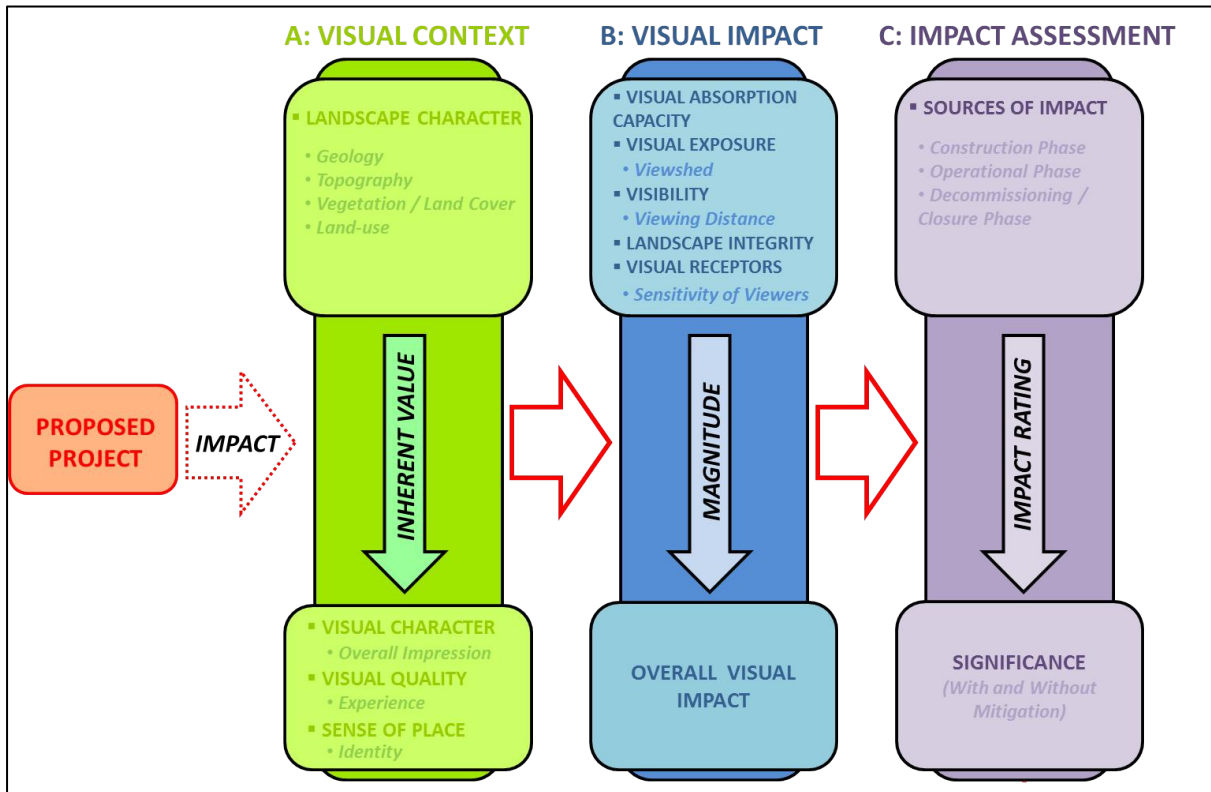 A: VISUAL CONTEXT
▪ LANDSCAPE CHARACTER
• Geology
• Topography
• Vegetation / Land Cover
• Land-use
INHERENT VALUE
▪ VISUAL CHARACTER
• Overall Impression
▪ VISUAL QUALITY
• Experience
▪ SENSE OF PLACE
• Identity
PROPOSED
PROJECT
IMPACT
B: VISUAL IMPACT
▪ VISUAL ABSORPTION
CAPACITY
▪ VISUAL EXPOSURE
• Viewshed
▪ VISIBILITY
• Viewing Distance
▪ LANDSCAPE INTEGRITY
▪ VISUAL RECEPTORS
• Sensitivity of Viewers
MAGNITUDE
OVERALL VISUAL
IMPACT
C: IMPACT ASSESSMENT
▪ SOURCES OF IMPACT
• Construction Phase
• Operational Phase
• Decommissioning /
Closure Phase
IMPACT RATING
SIGNIFICANCE
(With and Without
Mitigation)